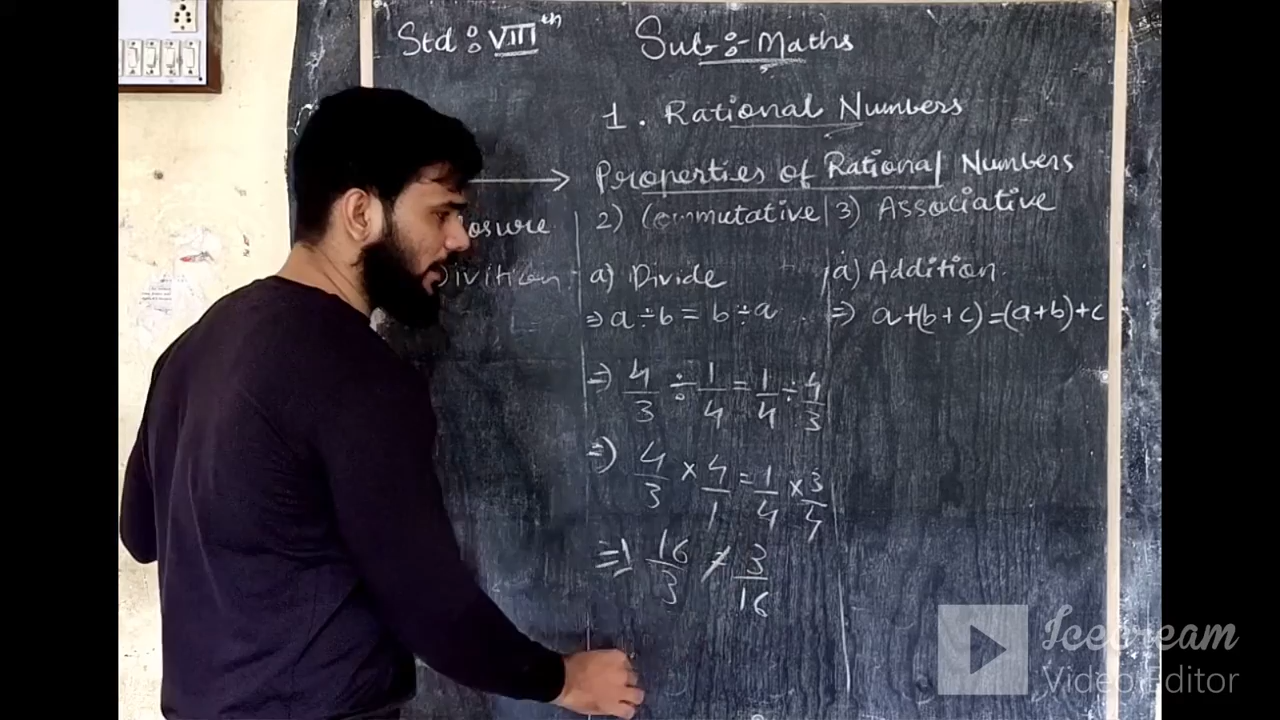 Std : VIIIth
Sub :- Maths
1. Rational Numbers
→ Properties of Rational Numbers
osure
2) Commutative
3) Associative
ivition
a) Divide
a) Addition
⇒ a ÷ b = b ÷ a
⇒ a+(b+c)=(a+b)+c
⇒ 4/3 ÷ 1/4 = 1/4 ÷ 4/3
⇒ 4/3 × 4/1 = 1/4 × 3/4
⇒ 16/3 ≠ 3/16
Icecream
Video Editor